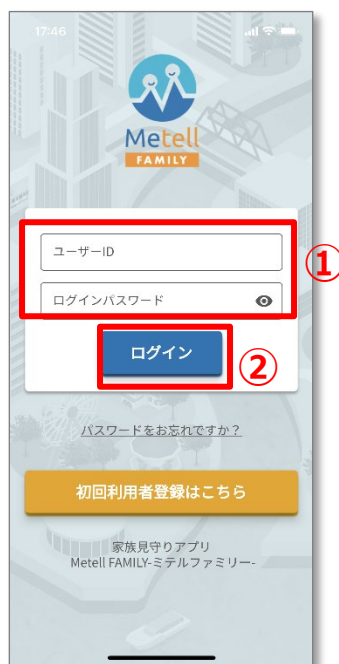 17:46
Metell
FAMILY
ユーザーID
ログインパスワード
①
ログイン
②
パスワードをお忘れですか？
初回利用者登録はこちら
家族見守りアプリ
Metell FAMILY-ミテルファミリー-